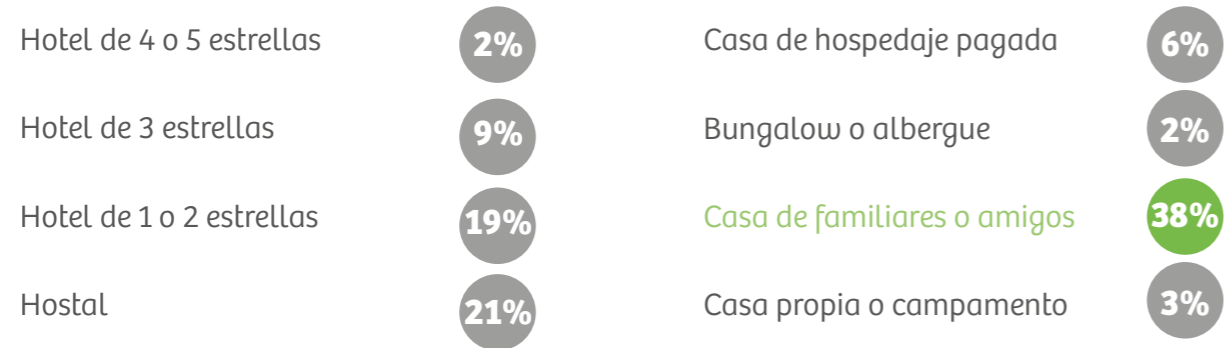 Hotel de 4 o 5 estrellas 2%
Hotel de 3 estrellas 9%
Hotel de 1 o 2 estrellas 19%
Hostal 21%
Casa de hospedaje pagada 6%
Bungalow o albergue 2%
Casa de familiares o amigos 38%
Casa propia o campamento 3%